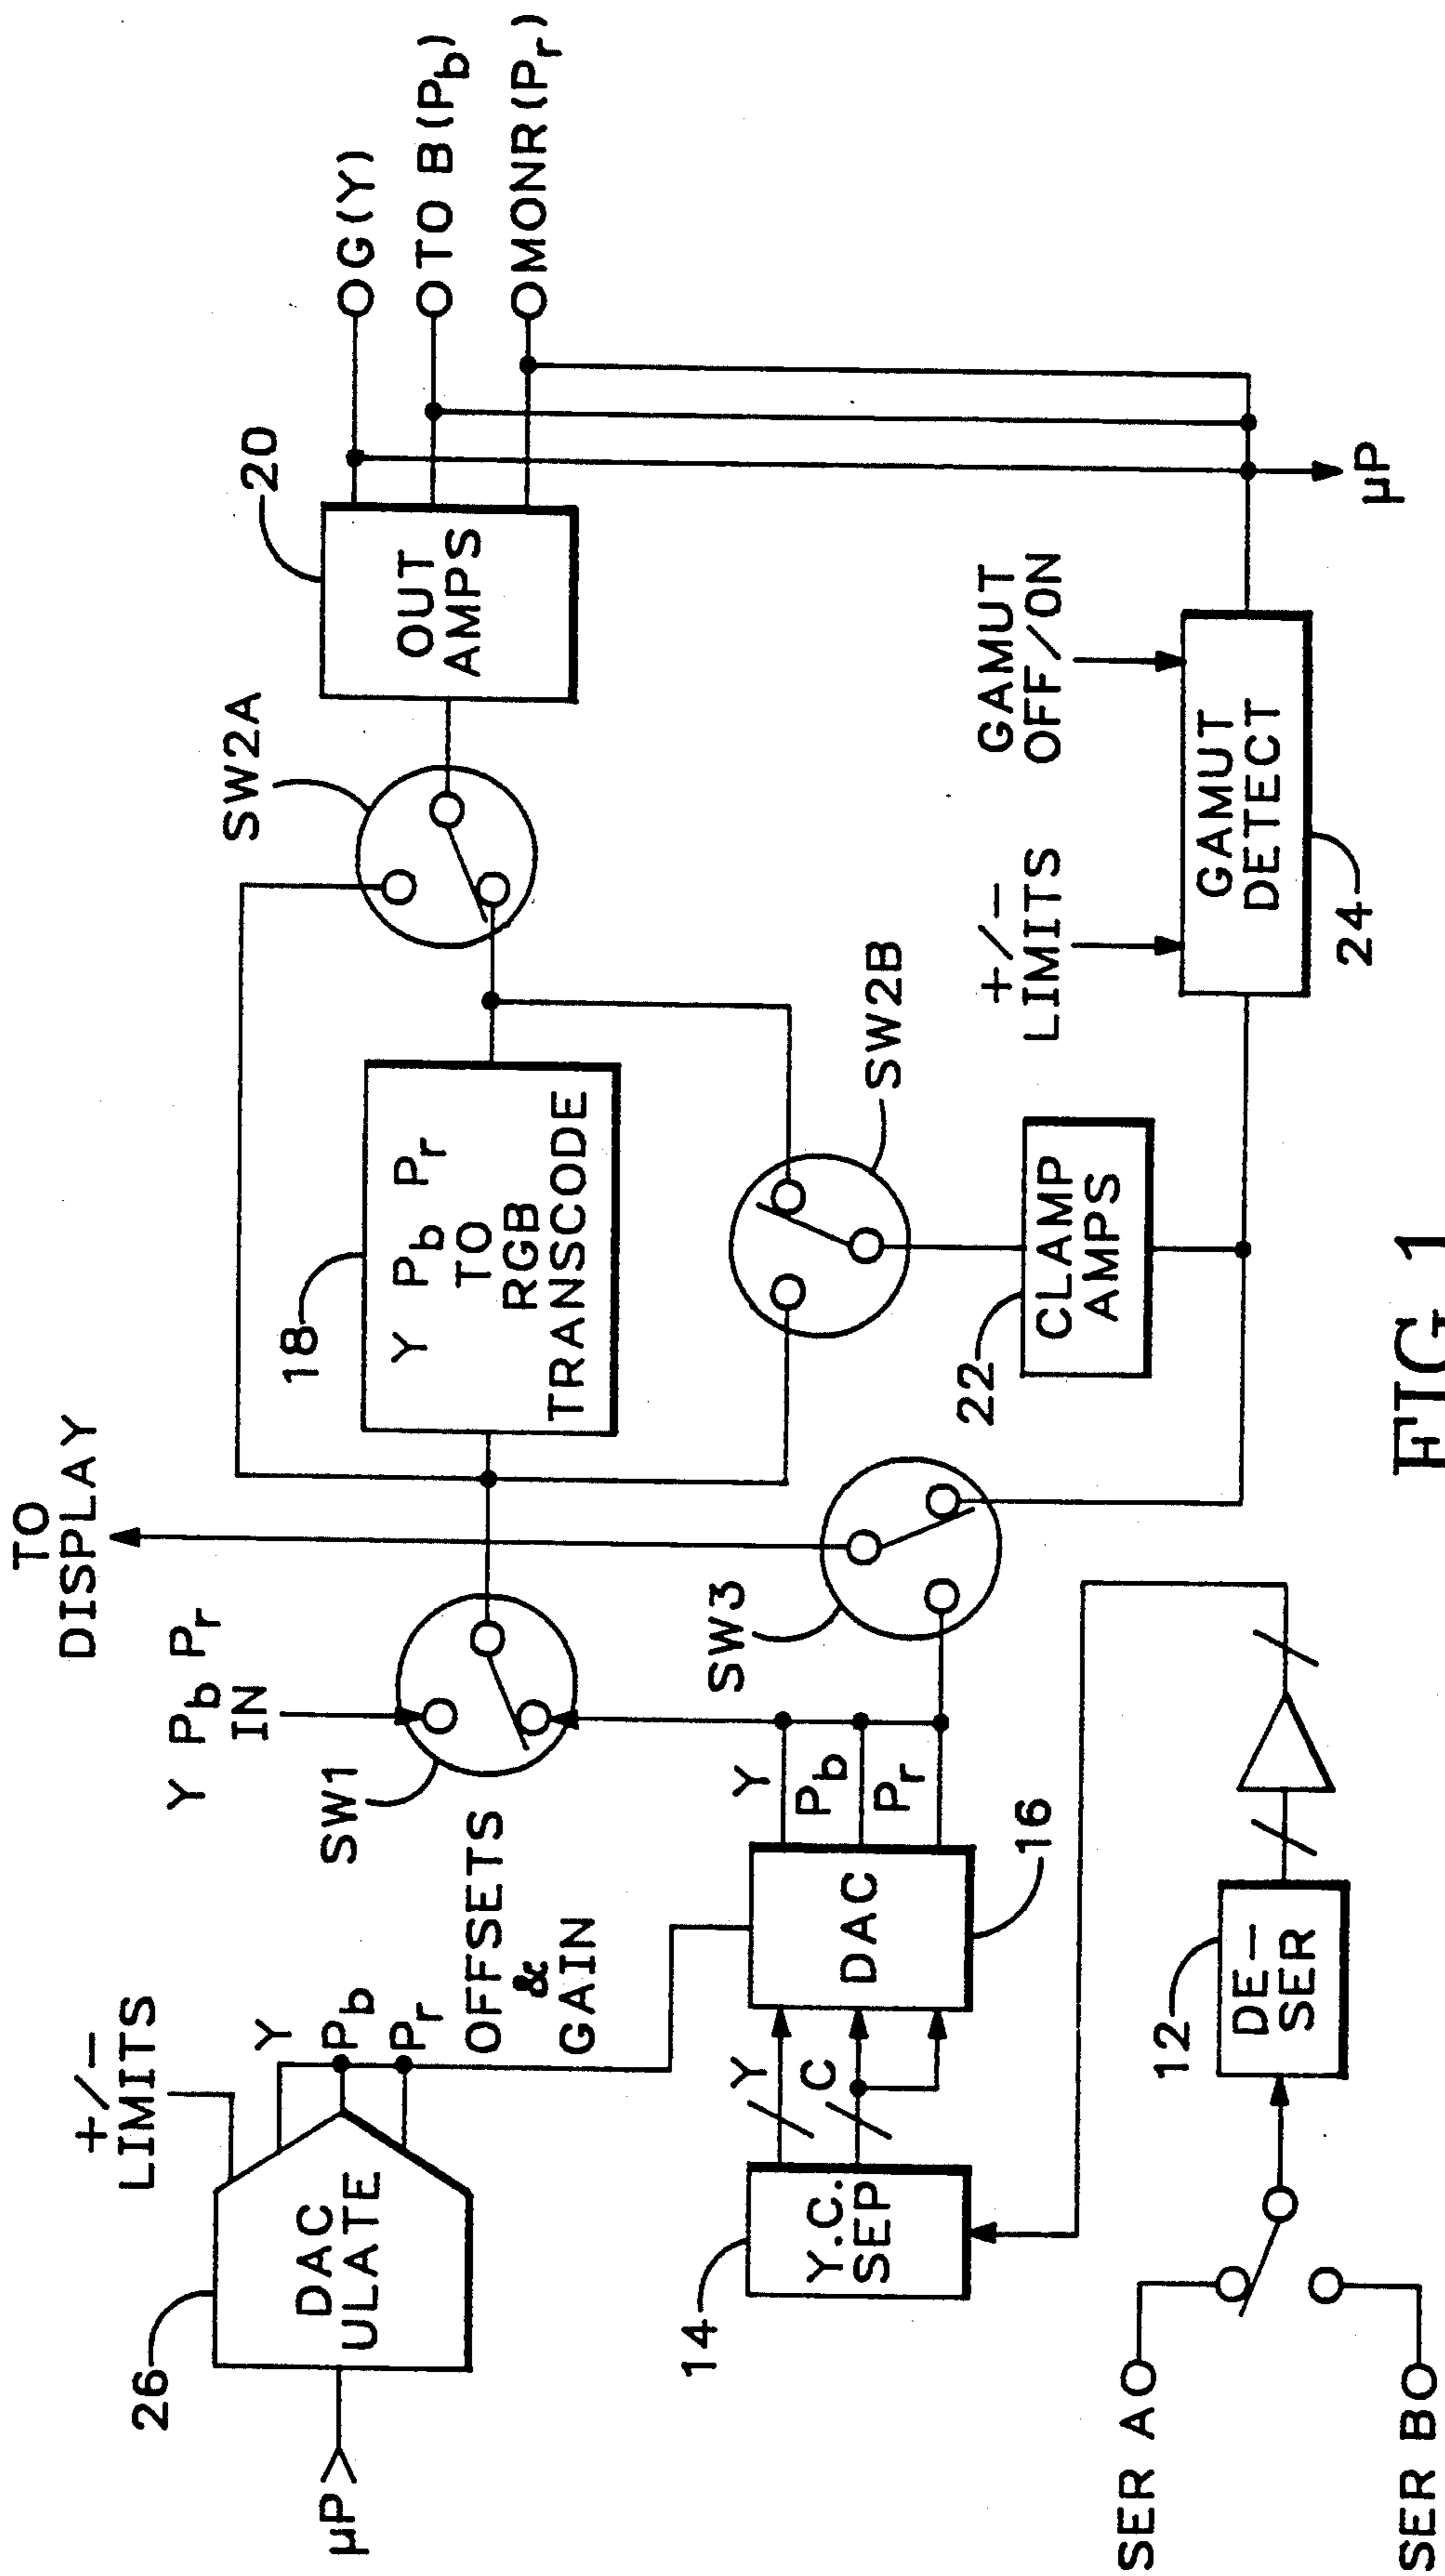 µP>
26
DAC
ULATE
+/-
LIMITS
Y
Pb
Pr
OFFSETS
&
GAIN
Y Pb Pr
IN
SW1
TO
DISPLAY
18
Y Pb Pr
TO
RGB
TRANSCODE
SW2A
20
OUT
AMPS
G(Y)
TO B(Pb)
MONR(Pr)
14
Y.C.
SEP
Y
C
DAC
16
Y
Pb
Pr
SW3
SW2B
22
CLAMP
AMPS
+/-
LIMITS
GAMUT
OFF/ON
GAMUT
DETECT
24
µP
SER A
SER B
12
DE-
SER
FIG. 1